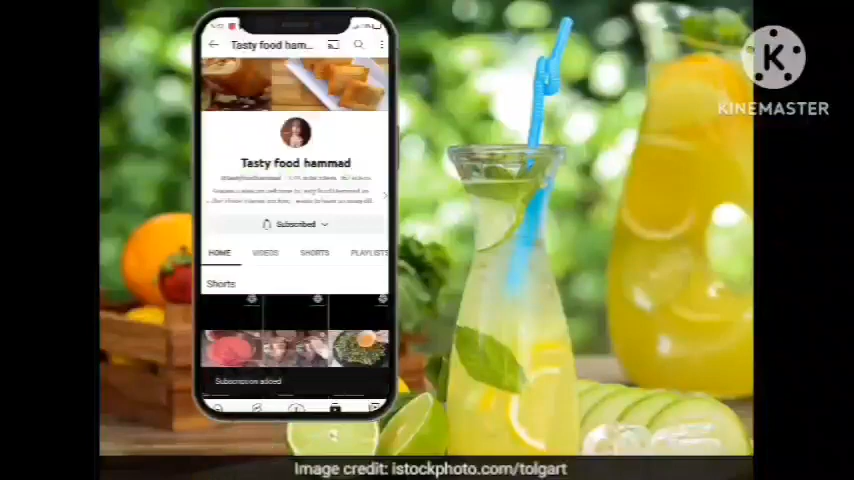 Tasty food ham...
Tasty food hammad
Subscribed
HOME VIDEOS SHORTS PLAYLISTS
Shorts
Subscription added
K
KINEMASTER
Image credit: istockphoto.com/tolgart